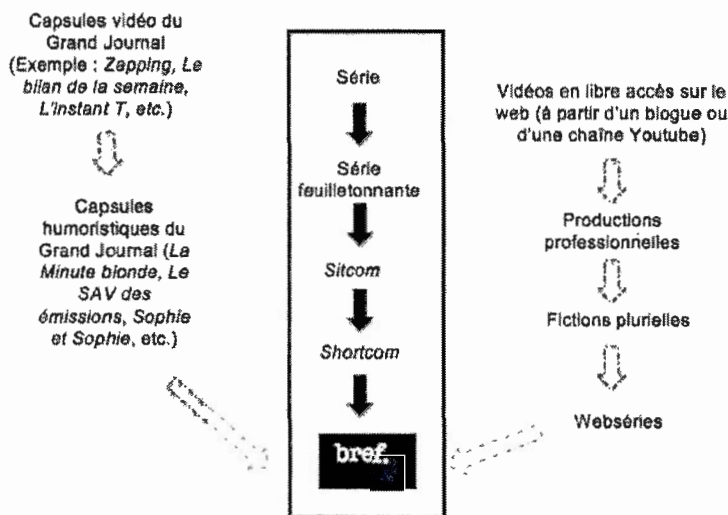 Capsules vidéo du
Grand Journal
(Exemple : Zapping, Le
bilan de la semaine,
L'instant T, etc.)
Capsules
humoristiques du
Grand Journal (La
Minute blonde, Le
SAV des
émissions, Sophie
et Sophie, etc.)
Série
Série
feuilletonnante
Sitcom
Shortcom
bref.
Vidéos en libre accès sur le
web (à partir d'un blogue ou
d'une chaîne Youtube)
Productions
professionnelles
Fictions plurielles
Webséries